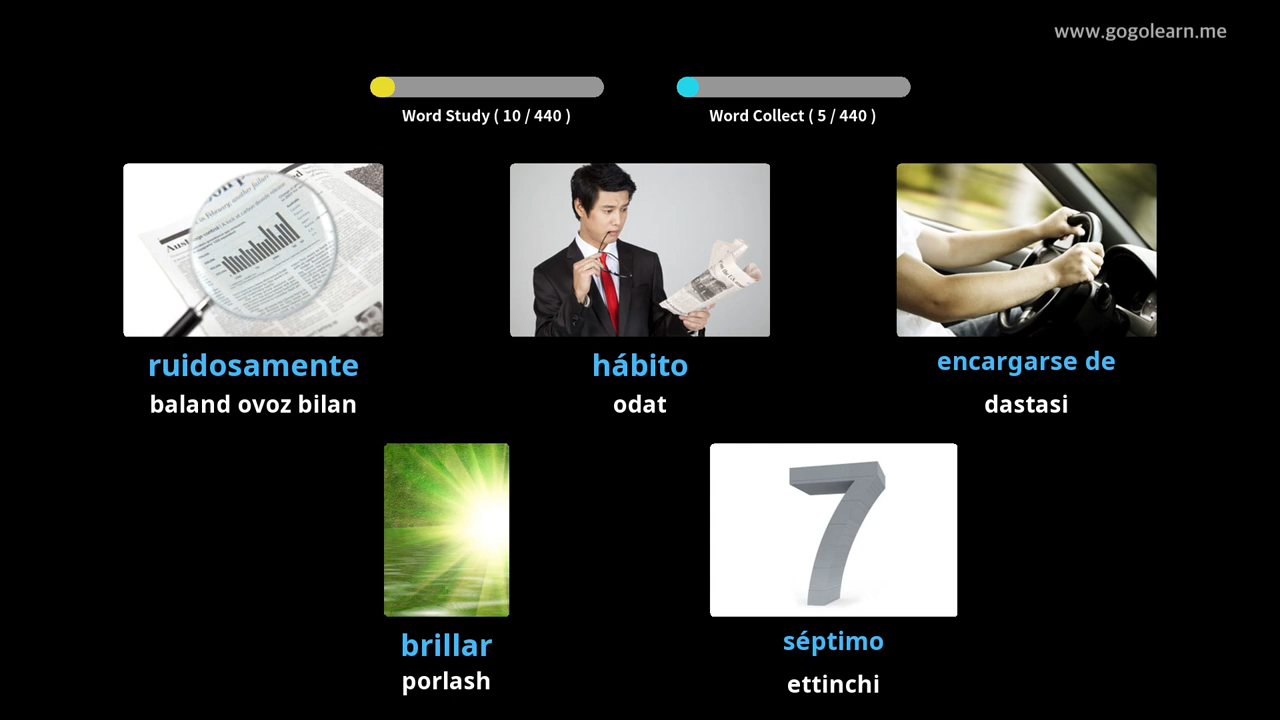 www.gogolearn.me
Word Study ( 10 / 440 )
Word Collect ( 5 / 440 )
ruidosamente
baland ovoz bilan
hábito
odat
encargarse de
dastasi
brillar
porlash
7
séptimo
ettinchi